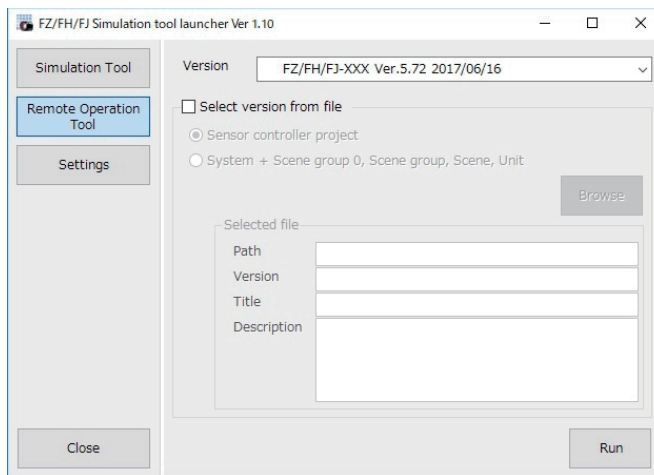 FZ/FH/FJ Simulation tool launcher Ver 1.10
Simulation Tool
Remote Operation
Tool
Settings
Close
Version
FZ/FH/FJ-XXX Ver.5.72 2017/06/16
Select version from file
Sensor controller project
System + Scene group 0, Scene group, Scene, Unit
Browse
Selected file
Path
Version
Title
Description
Run